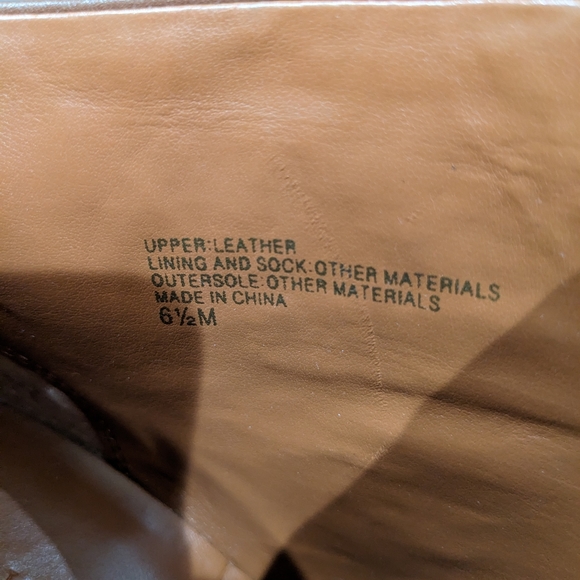 UPPER:LEATHER
LINING AND SOCK:OTHER MATERIALS
OUTERSOLE:OTHER MATERIALS
MADE IN CHINA
6½M